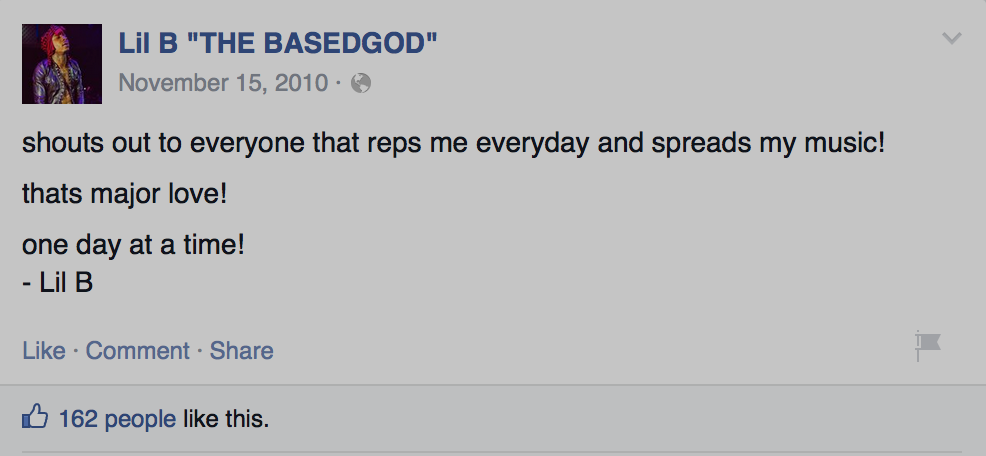 Lil B "THE BASEDGOD"
November 15, 2010 ·
shouts out to everyone that reps me everyday and spreads my music!
thats major love!
one day at a time!
- Lil B
Like · Comment · Share
162 people like this.